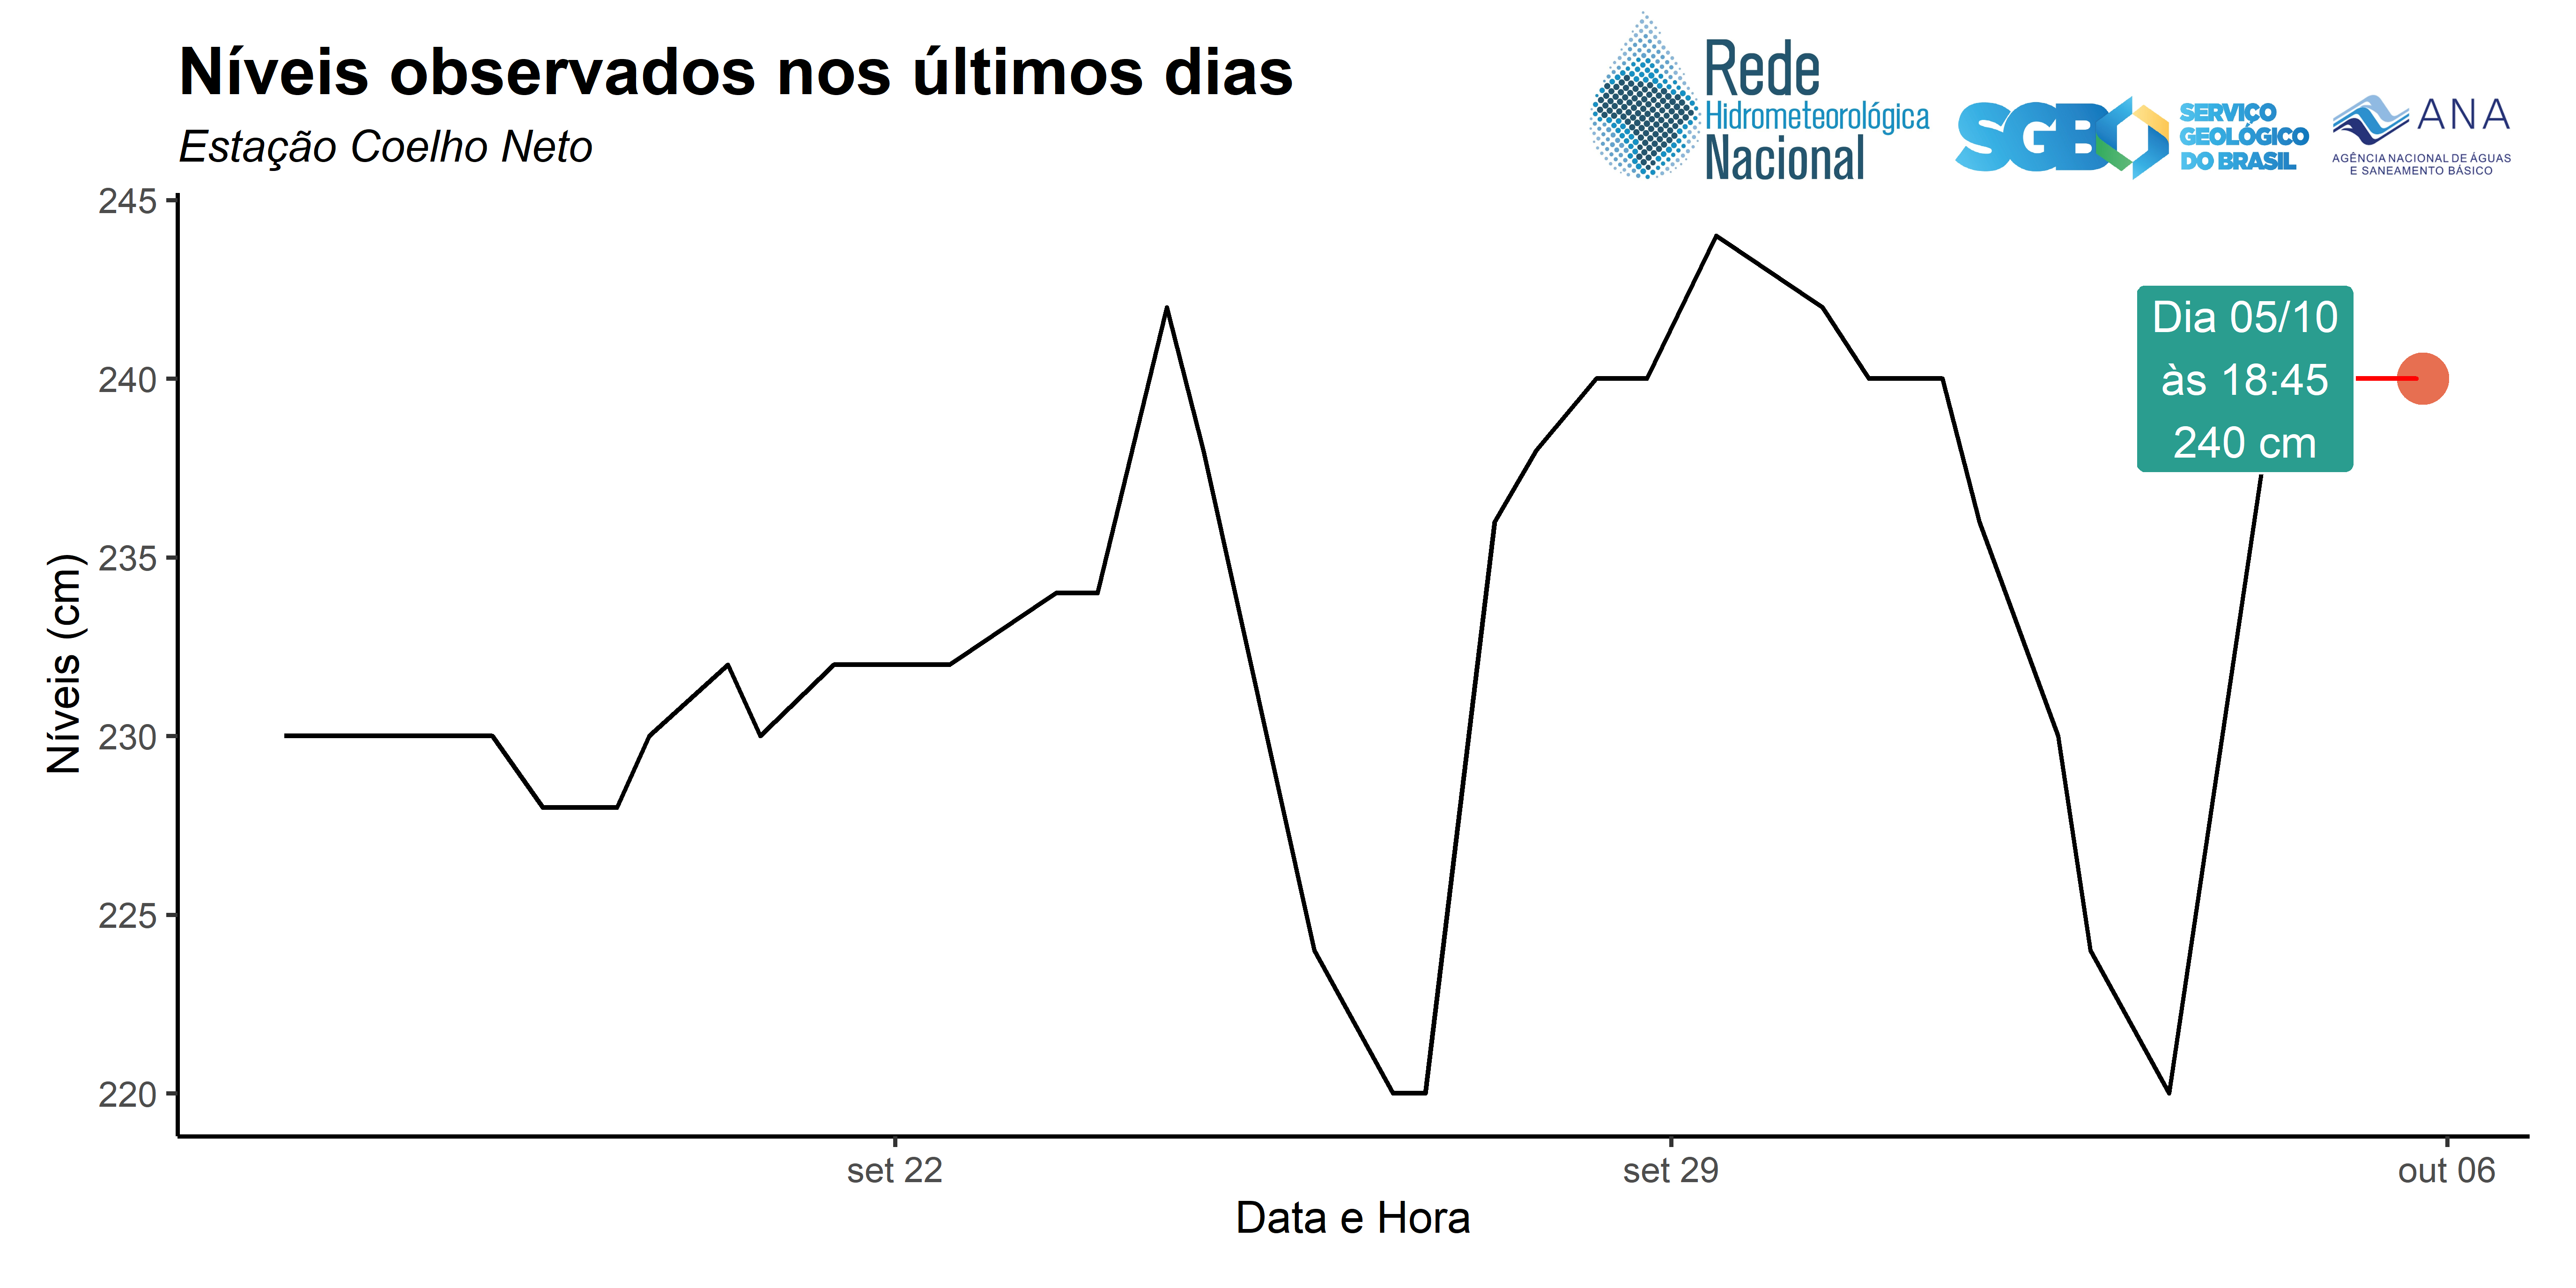 Níveis observados nos últimos dias
Estação Coelho Neto
Rede
Hidrometeorológica
Nacional
SGB
SERVIÇO
GEOLÓGICO
DO BRASIL
ANA
AGÊNCIA NACIONAL DE ÁGUAS
E SANEAMENTO BÁSICO
Níveis (cm)
245
240
235
230
225
220
Dia 05/10
às 18:45
240 cm
set 22
set 29
out 06
Data e Hora